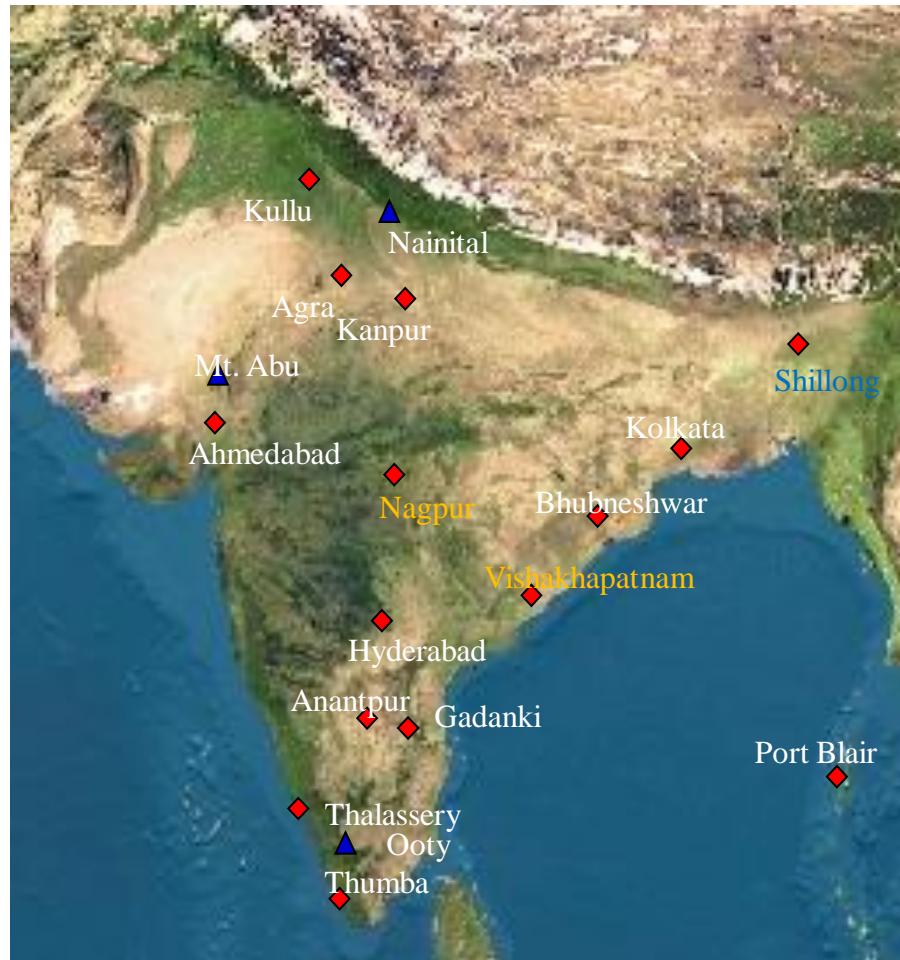 Kullu
Nainital
Agra
Kanpur
Mt. Abu
Shillong
Kolkata
Ahmedabad
Nagpur
Bhubneshwar
Vishakhapatnam
Hyderabad
Anantpur
Gadanki
Port Blair
Thalassery
Ooty
Thumba